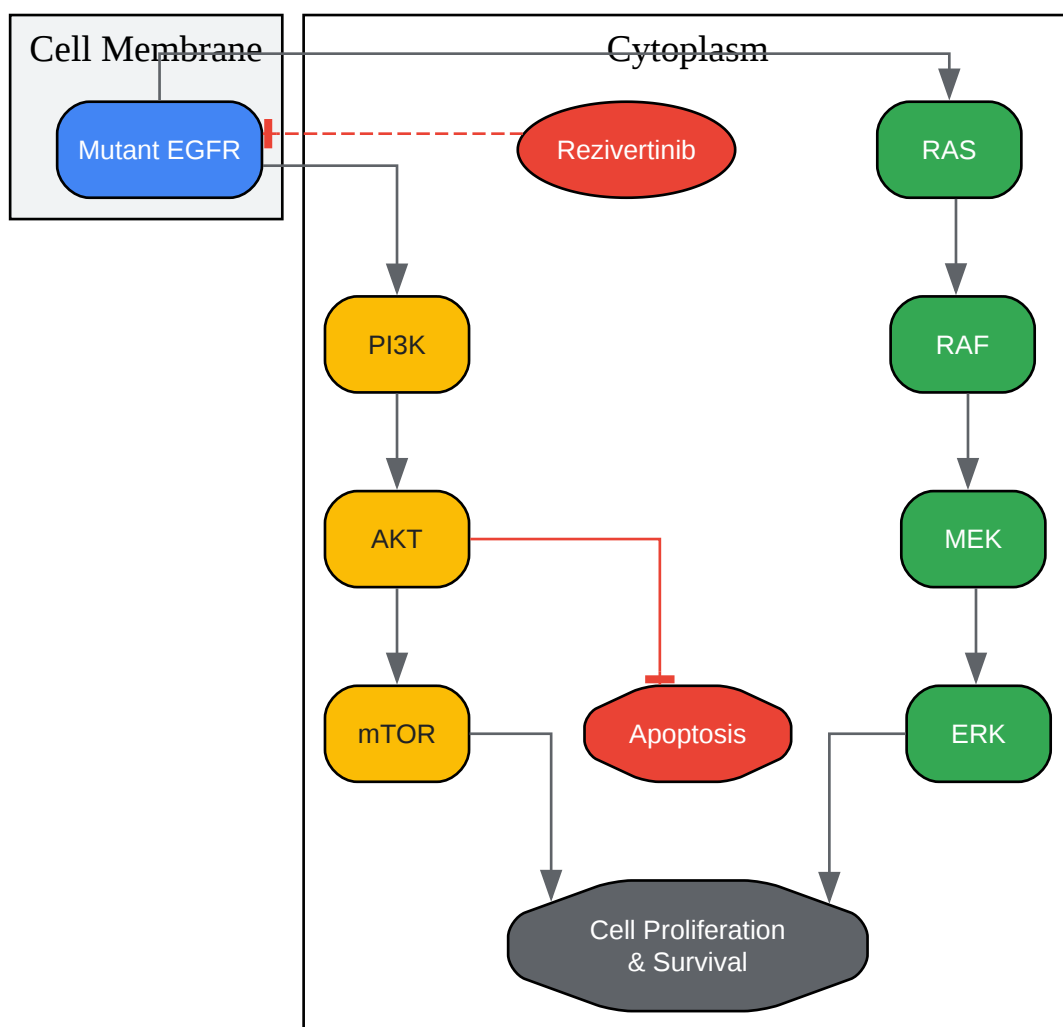 Cell Membrane
Cytoplasm
Mutant EGFR
Rezivertinib
RAS
PI3K
RAF
AKT
MEK
mTOR
Apoptosis
ERK
Cell Proliferation
& Survival